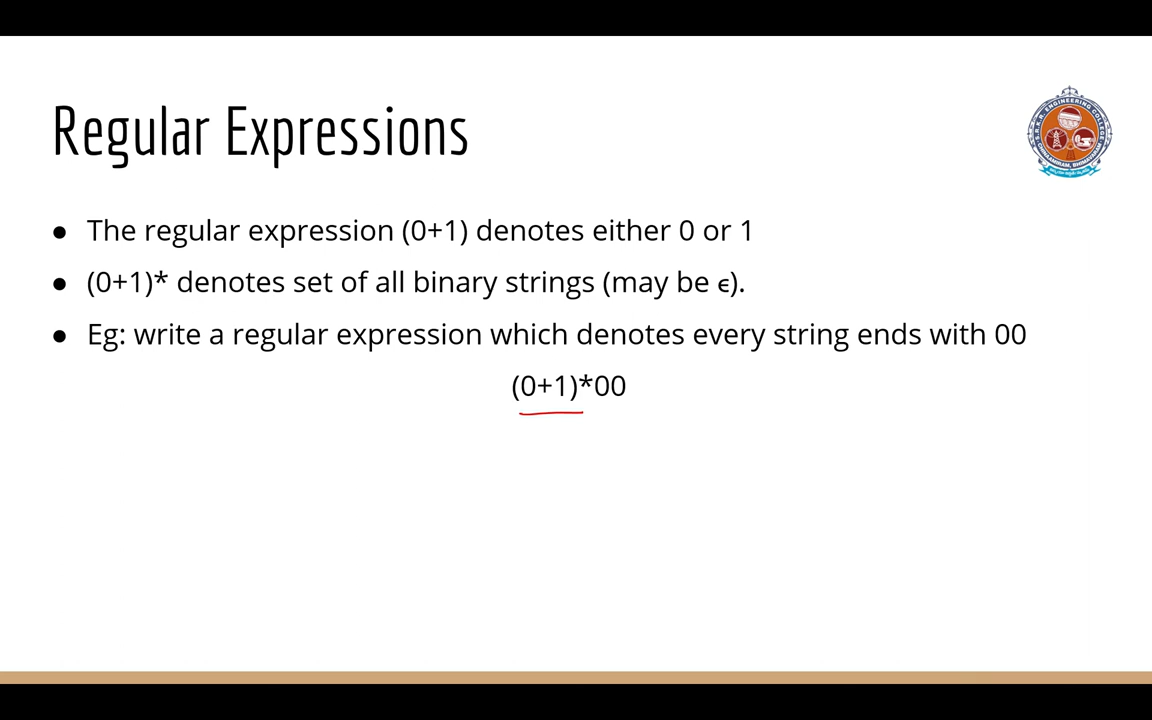 Regular Expressions
● The regular expression (0+1) denotes either 0 or 1
● (0+1)* denotes set of all binary strings (may be ϵ).
● Eg: write a regular expression which denotes every string ends with 00
(0+1)*00